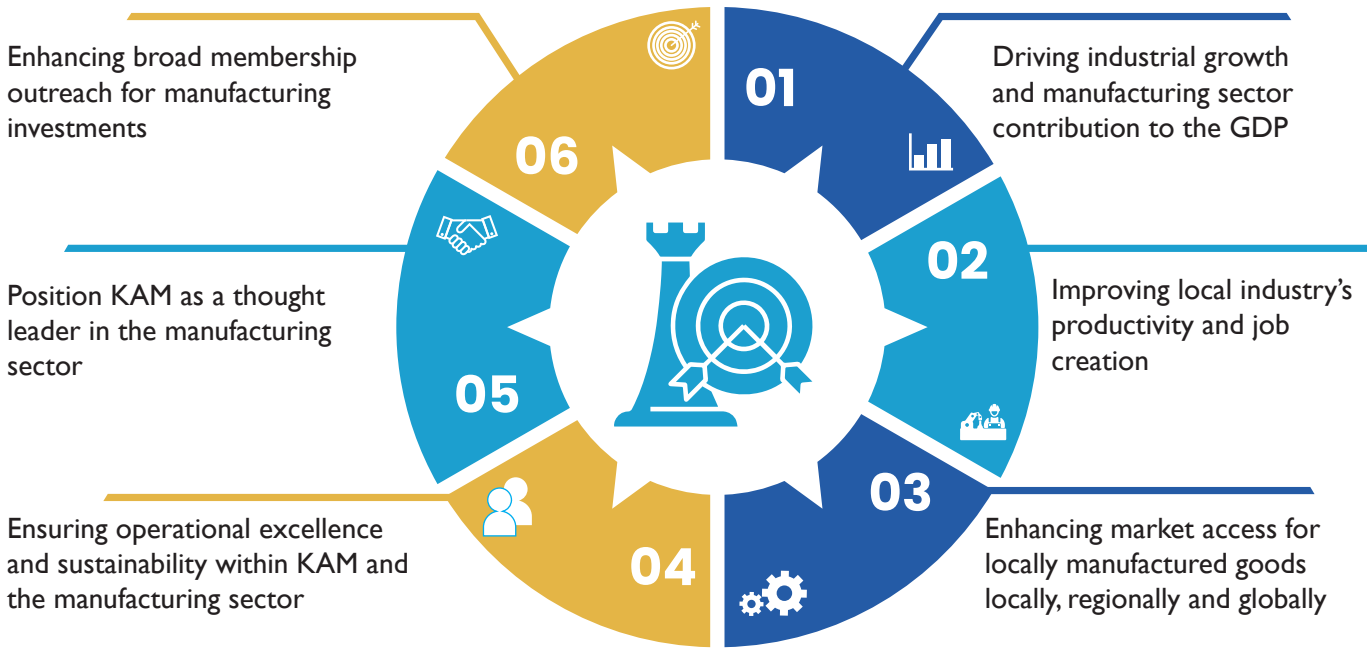 01
Driving industrial growth
and manufacturing sector
contribution to the GDP
02
Improving local industry's
productivity and job
creation
03
Enhancing market access for
locally manufactured goods
locally, regionally and globally
04
Ensuring operational excellence
and sustainability within KAM and
the manufacturing sector
05
Position KAM as a thought
leader in the manufacturing
sector
06
Enhancing broad membership
outreach for manufacturing
investments